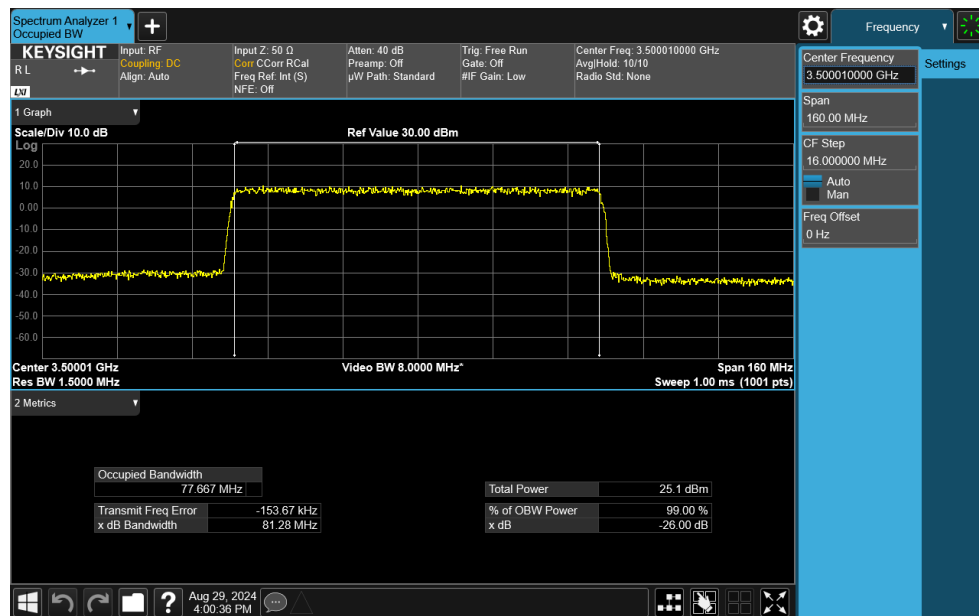 Spectrum Analyzer 1
Occupied BW
Frequency
KEYSIGHT
R L
LXI
Input: RF
Coupling: DC
Align: Auto
Input Z: 50 Ω
Corr CCorr RCal
Freq Ref: Int (S)
NFE: Off
Atten: 40 dB
Preamp: Off
µW Path: Standard
Trig: Free Run
Gate: Off
#IF Gain: Low
Center Freq: 3.500010000 GHz
Avg|Hold: 10/10
Radio Std: None
Center Frequency
3.500010000 GHz
Settings
Span
160.00 MHz
CF Step
16.000000 MHz
Auto
Man
Freq Offset
0 Hz
1 Graph
Scale/Div 10.0 dB
Ref Value 30.00 dBm
Log
20.0
10.0
0.00
-10.0
-20.0
-30.0
-40.0
-50.0
-60.0
Center 3.50001 GHz
Video BW 8.0000 MHz*
Span 160 MHz
Res BW 1.5000 MHz
Sweep 1.00 ms (1001 pts)
2 Metrics
Occupied Bandwidth
77.667 MHz
Total Power 25.1 dBm
Transmit Freq Error -153.67 kHz
% of OBW Power 99.00 %
x dB Bandwidth 81.28 MHz
x dB -26.00 dB
Aug 29, 2024
4:00:36 PM